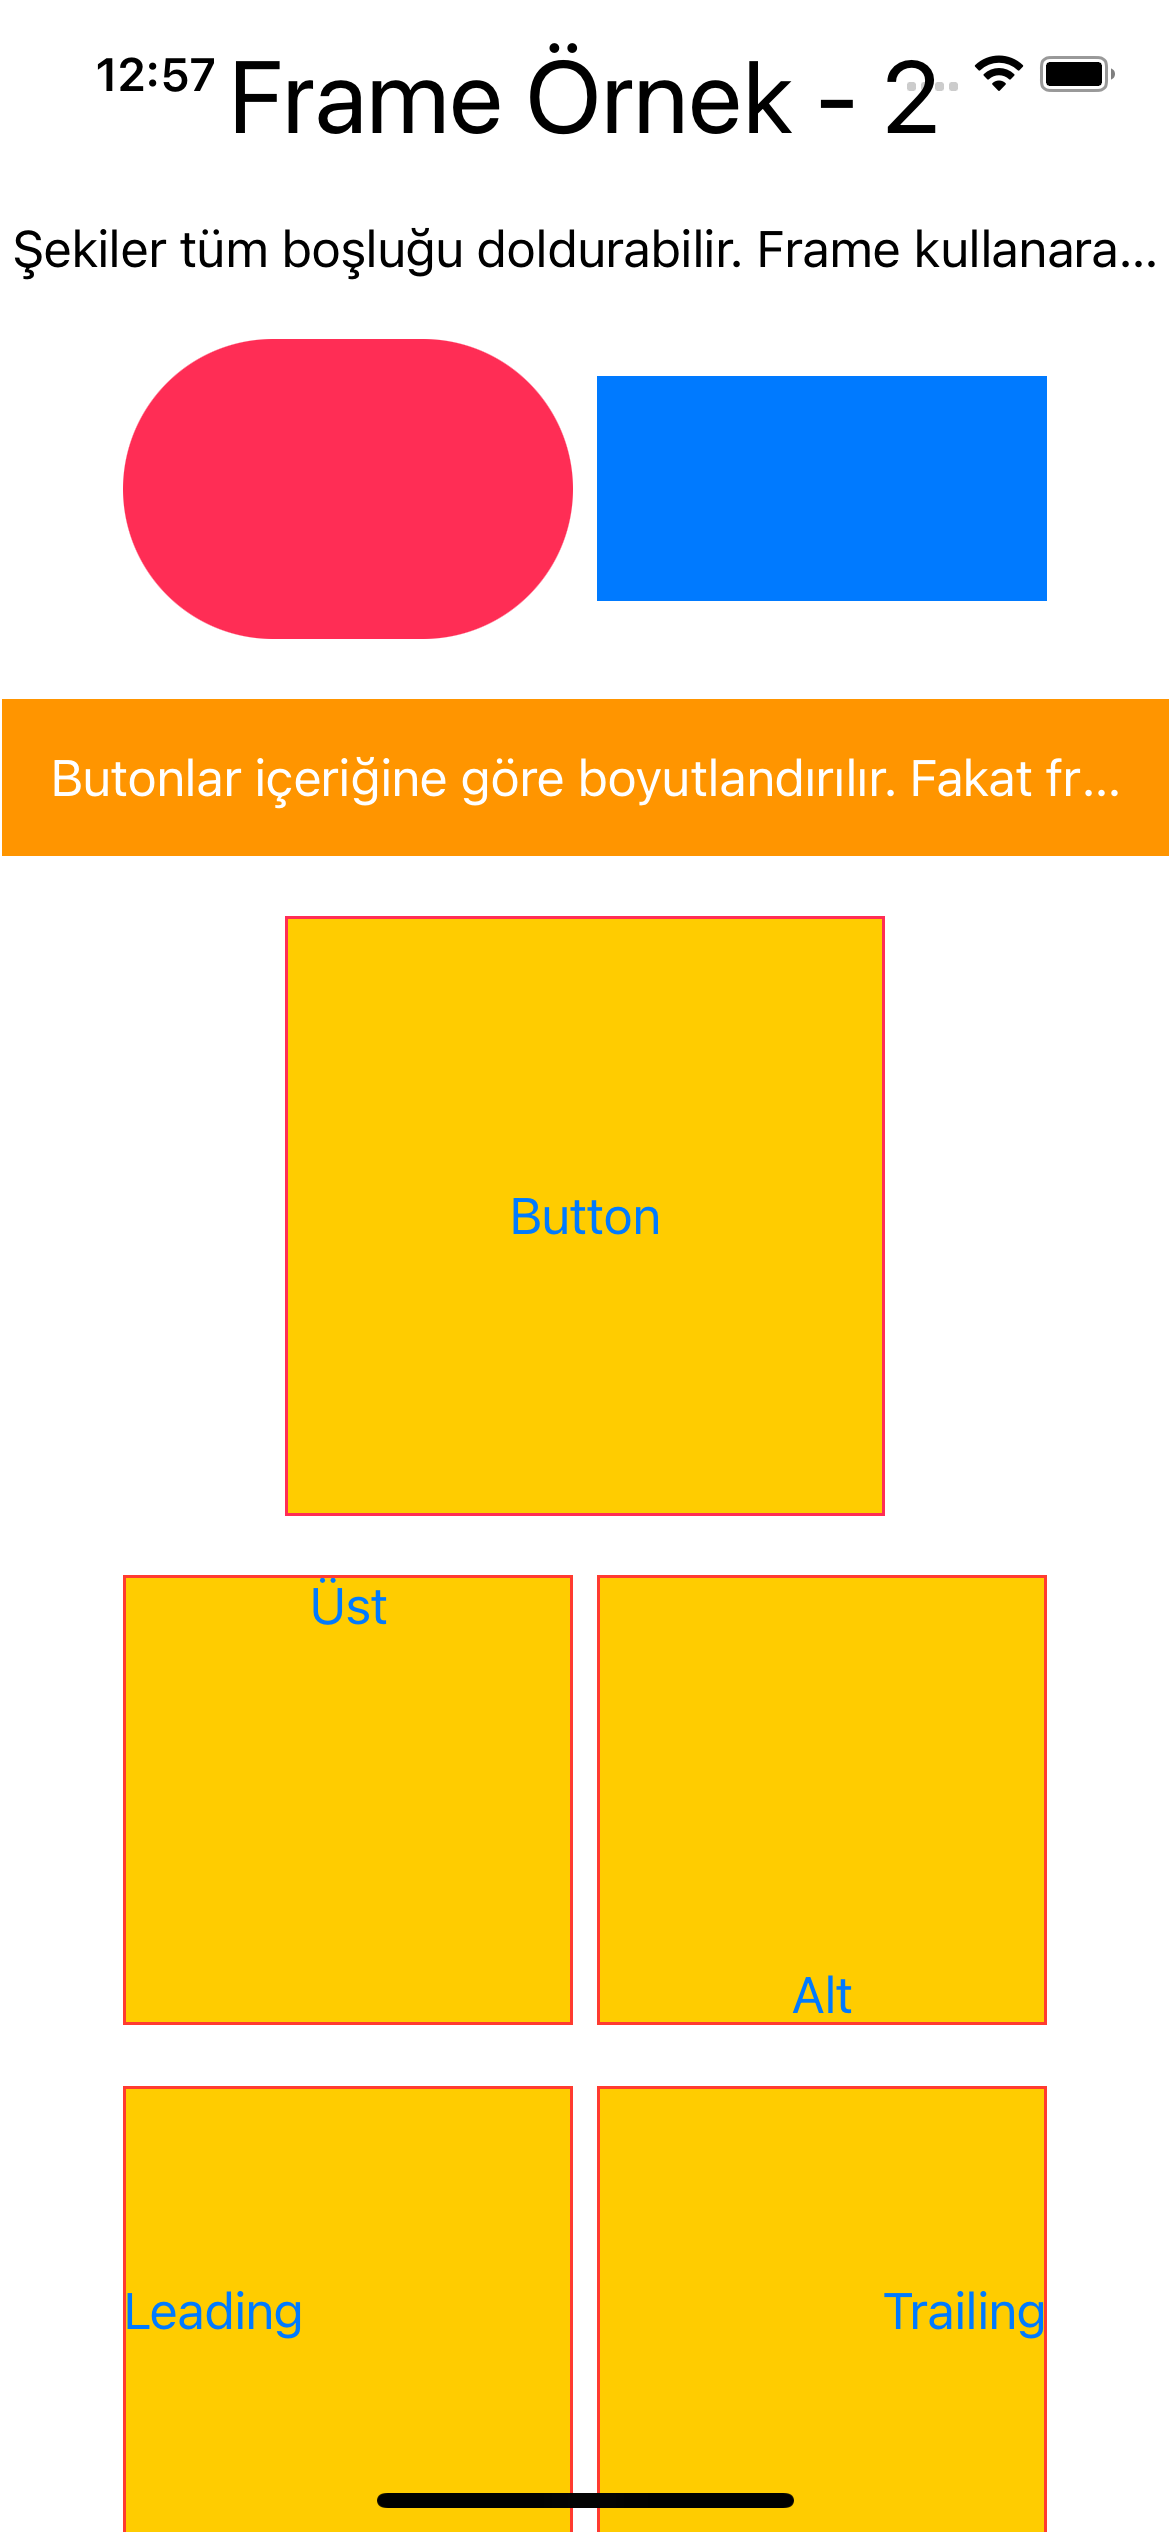 12:57
Frame Örnek - 2
Şekiler tüm boşluğu doldurabilir. Frame kullanara...
Butonlar içeriğine göre boyutlandırılır. Fakat fr...
Button
Üst
Alt
Leading
Trailing